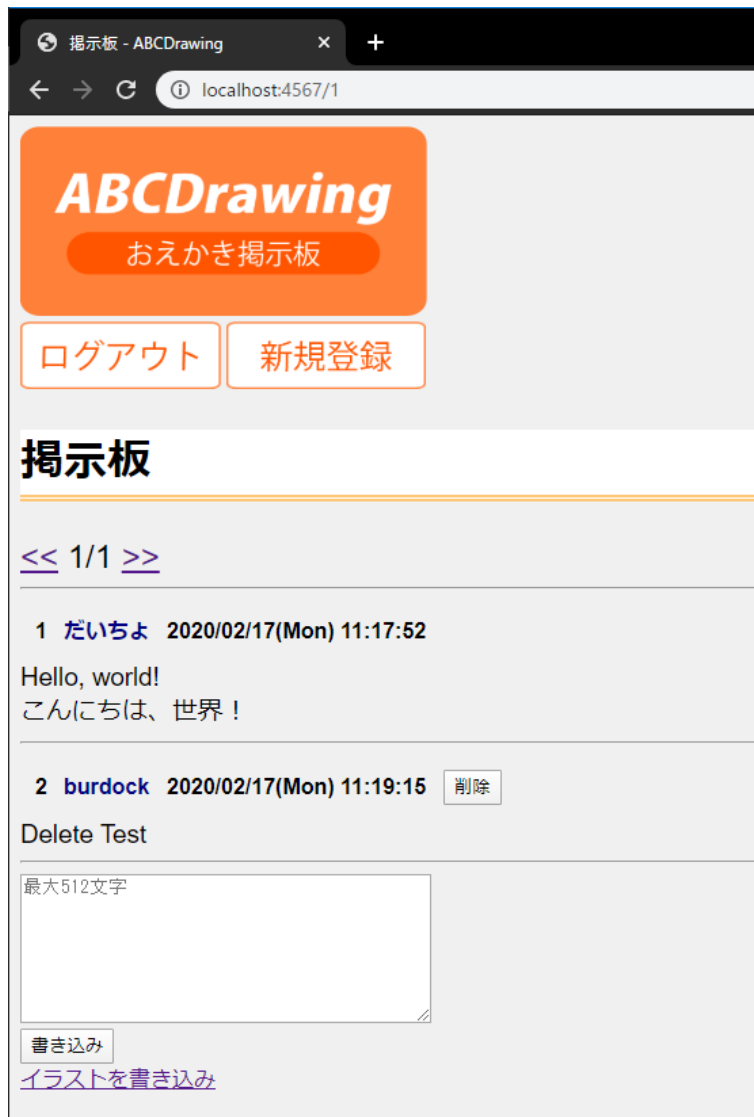 掲示板 - ABCDrawing
localhost:4567/1
ABCDrawing
おえかき掲示板
ログアウト 新規登録
掲示板
<< 1/1 >>
1 だいちょ 2020/02/17(Mon) 11:17:52
Hello, world!
こんにちは、世界！
2 burdock 2020/02/17(Mon) 11:19:15 削除
Delete Test
最大512文字
書き込み
イラストを書き込み